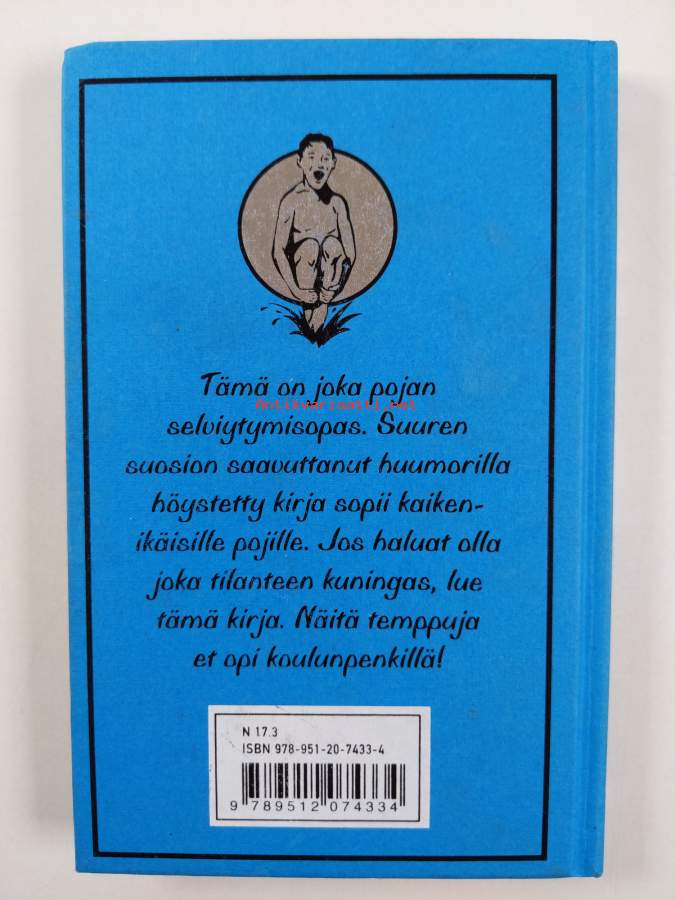 Tämä on joka pojan
Antikvariaatti.net
selviytymisopas. Suuren
suosion saavuttanut huumorilla
höystetty kirja sopii kaiken-
ikäisille pojille. Jos haluat olla
joka tilanteen kuningas, lue
tämä kirja. Näitä temppuja
et opi koulunpenkillä!
N 17.3
ISBN 978-951-20-7433-4
9 789512 074334